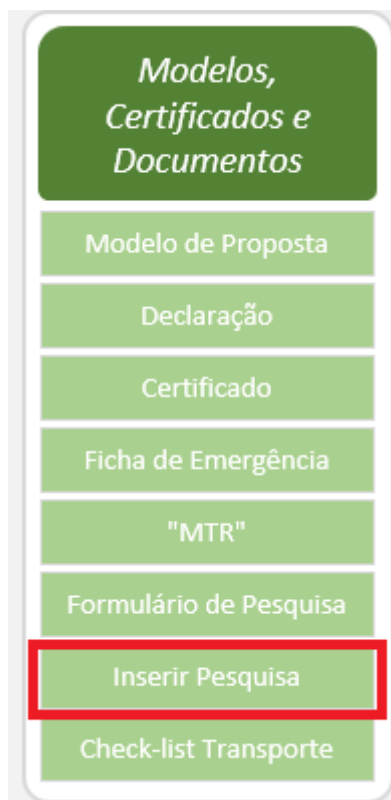 Modelos,
Certificados e
Documentos
Modelo de Proposta
Declaração
Certificado
Ficha de Emergência
"MTR"
Formulário de Pesquisa
Inserir Pesquisa
Check-list Transporte